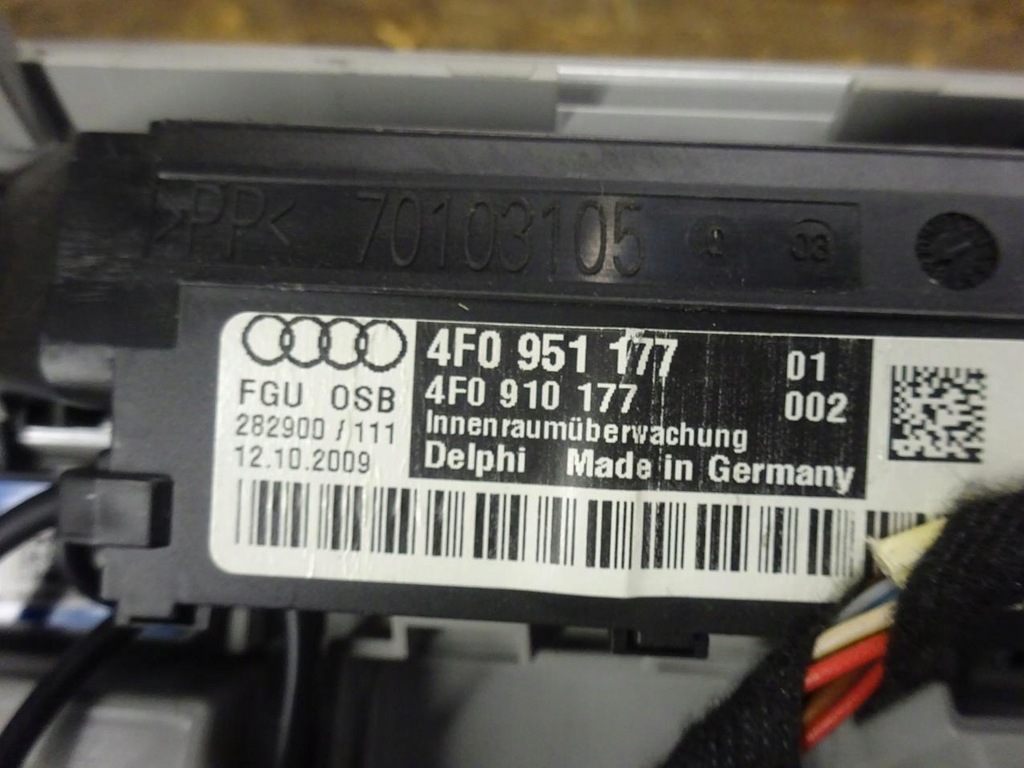 >PP< 70103105 03
4F0 951 177 01
4F0 910 177 002
Innenraumüberwachung
Delphi Made in Germany
FGU 0SB
282900 / 111
12.10.2009